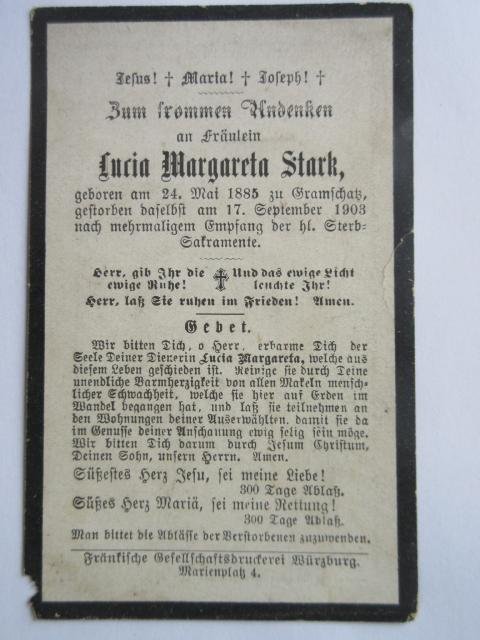 Jesus! † Maria! † Joseph! †
Zum frommen Andenken
an Fräulein
Lucia Margareta Stark,
geboren am 24. Mai 1885 zu Gramschatz,
gestorben daselbst am 17. September 1903
nach mehrmaligem Empfang der hl. Sterb-
Sakramente.
Herr, gib Ihr die ewige Ruhe!
Und das ewige Licht leuchte Ihr!
Herr, laß Sie ruhen im Frieden! Amen.
Gebet.
Wir bitten Dich, o Herr, erbarme Dich der
Seele Deiner Dienerin Lucia Margareta, welche aus
diesem Leben geschieden ist. Reinige sie durch Deine
unendliche Barmherzigkeit von allen Makeln mensch-
licher Schwachheit, welche sie hier auf Erden im
Wandel begangen hat, und laß sie teilnehmen an
den Wohnungen deiner Auserwählten, damit sie da
im Genusse deiner Anschauung ewig selig sein möge.
Wir bitten Dich darum durch Jesum Christum,
Deinen Sohn, unsern Herrn. Amen.
Süßestes Herz Jesu, sei meine Liebe!
300 Tage Ablaß.
Süßes Herz Mariä, sei meine Rettung!
300 Tage Ablaß.
Man bittet die Ablässe der Verstorbenen zuzuwenden.
Fränkische Gesellschaftsdruckerei Würzburg.
Marienplatz 4.